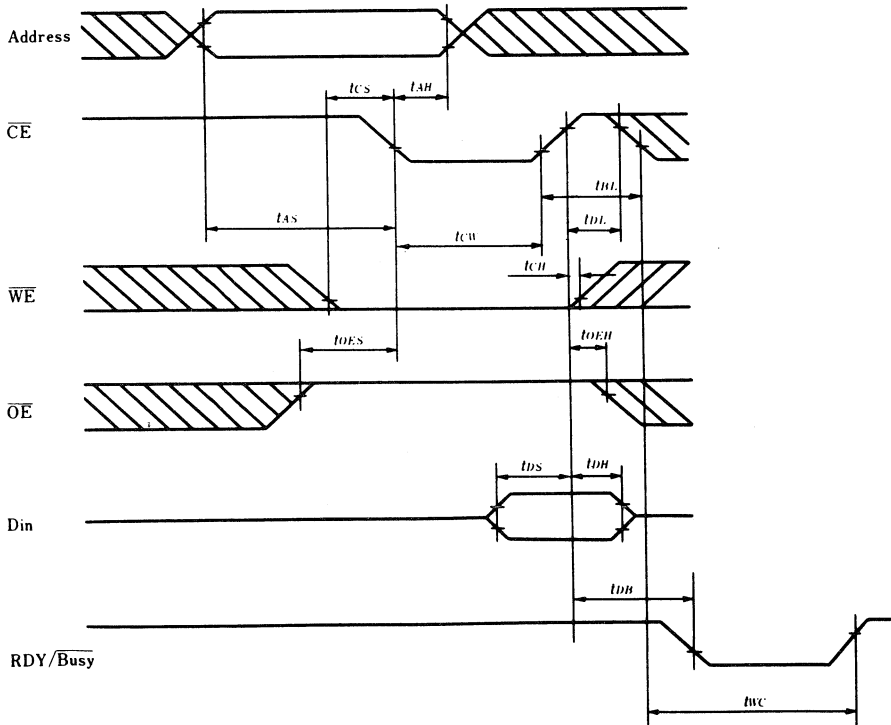 Address
tCS
tAH
CE
tBL
tAS
tDL
tCW
tCH
WE
tOES
tOEH
OE
tDS
tDH
Din
tDB
RDY/Busy
tWC